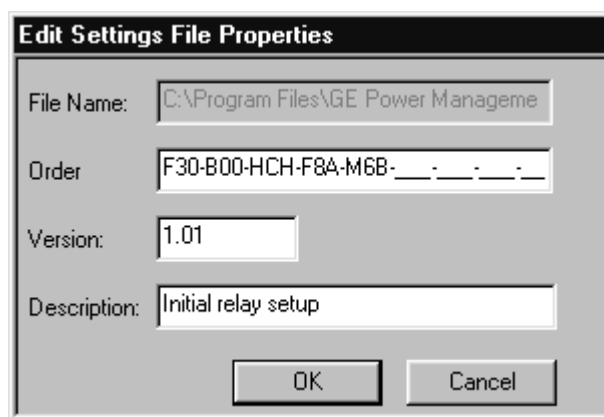 Edit Settings File Properties
File Name: C:\Program Files\GE Power Manageme
Order F30-B00-HCH-F8A-M6B-___-___-___-__
Version: 1.01
Description: Initial relay setup
OK Cancel